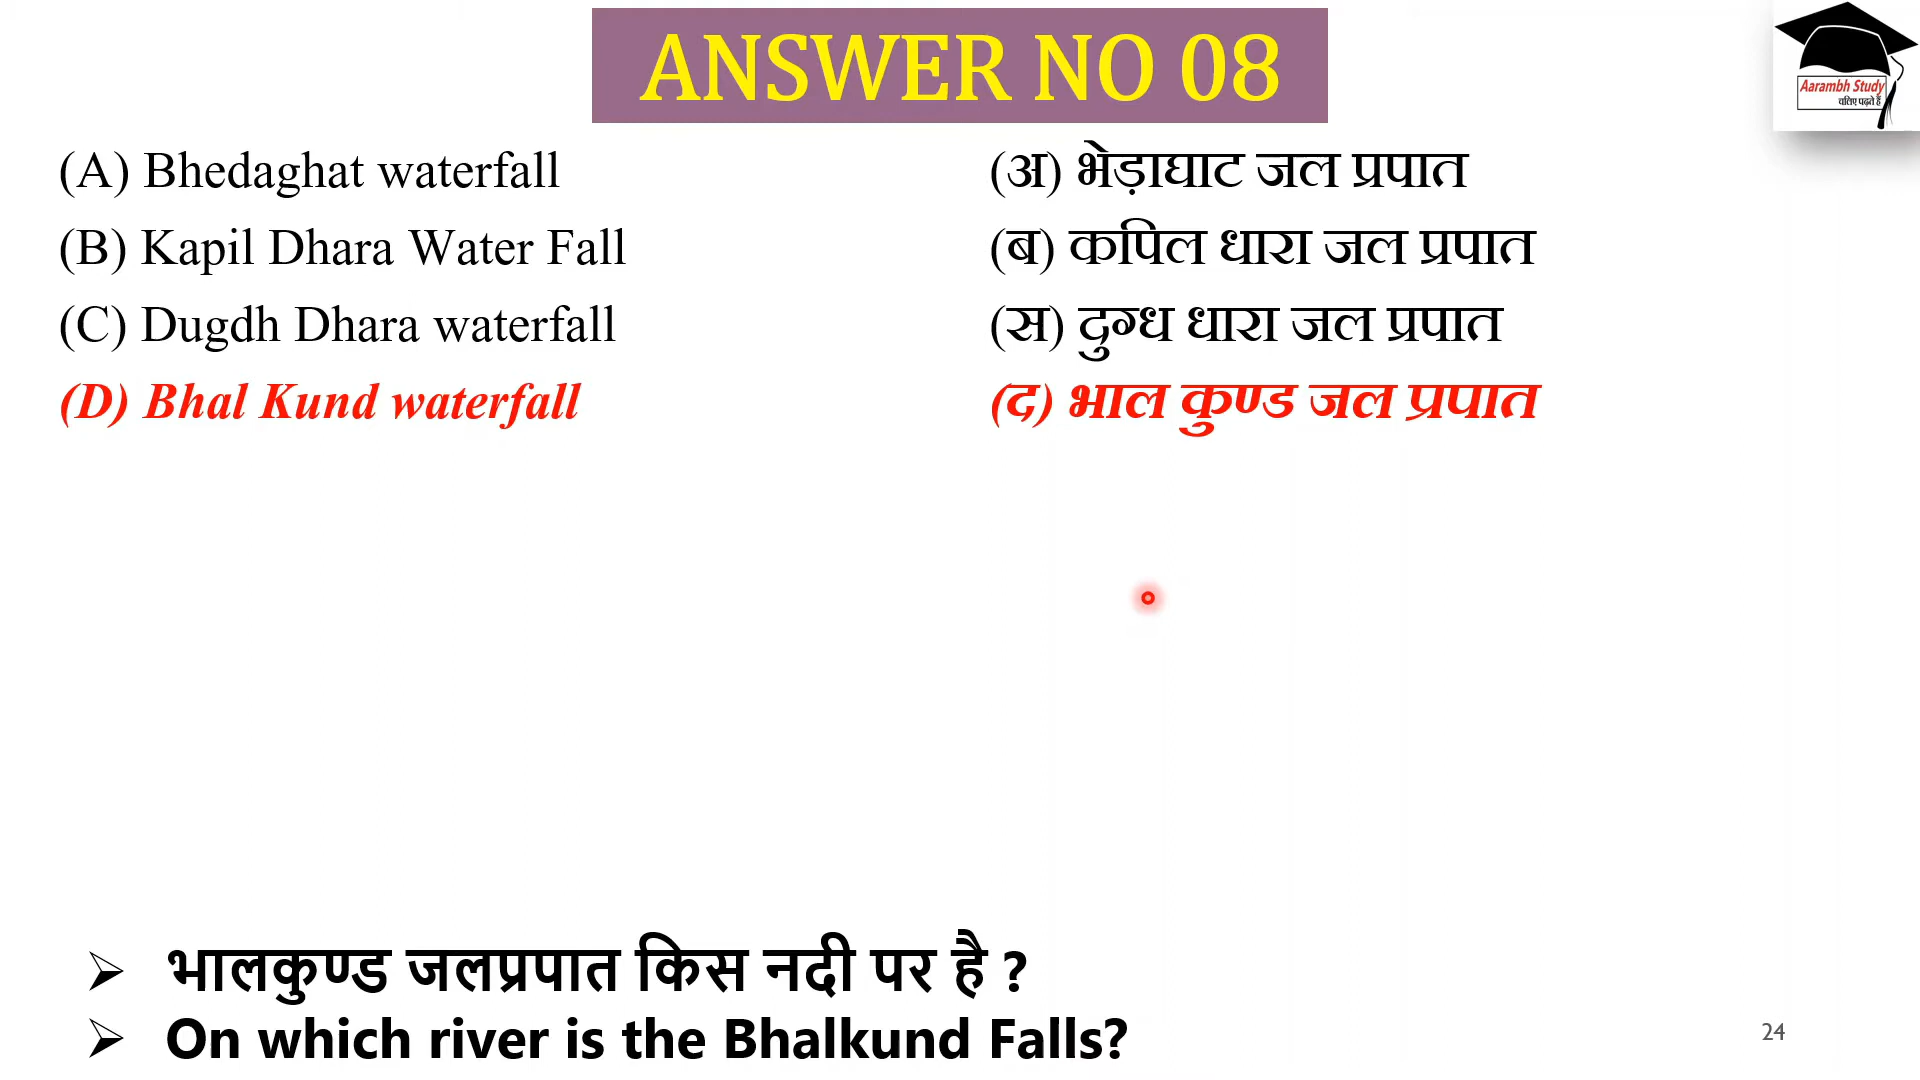 ANSWER NO 08
Aarambh Study
चलिए पढ़ते हैं
(A) Bhedaghat waterfall
(अ) भेड़ाघाट जल प्रपात
(B) Kapil Dhara Water Fall
(ब) कपिल धारा जल प्रपात
(C) Dugdh Dhara waterfall
(स) दुग्ध धारा जल प्रपात
(D) Bhal Kund waterfall
(द) भाल कुण्ड जल प्रपात
➢ भालकुण्ड जलप्रपात किस नदी पर है ?
➢ On which river is the Bhalkund Falls?
24